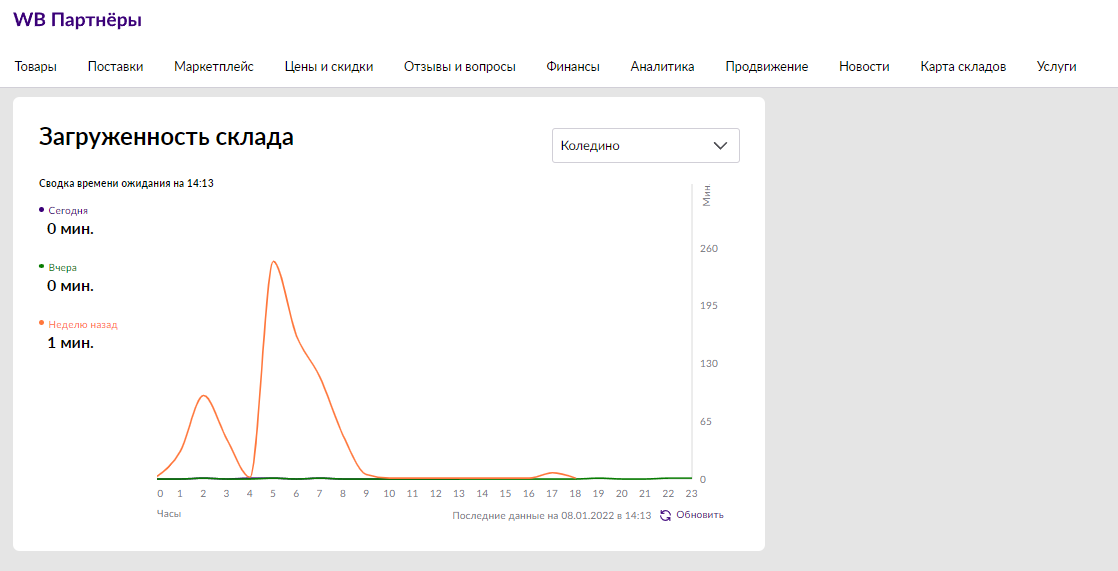 WB Партнёры
Товары Поставки Маркетплейс Цены и скидки Отзывы и вопросы Финансы Аналитика Продвижение Новости Карта складов Услуги
Загруженность склада
Коледино
Сводка времени ожидания на 14:13
Сегодня
0 мин.
Вчера
0 мин.
Неделю назад
1 мин.
Мин
260
195
130
65
0
0 1 2 3 4 5 6 7 8 9 10 11 12 13 14 15 16 17 18 19 20 21 22 23
Часы
Последние данные на 08.01.2022 в 14:13 Обновить